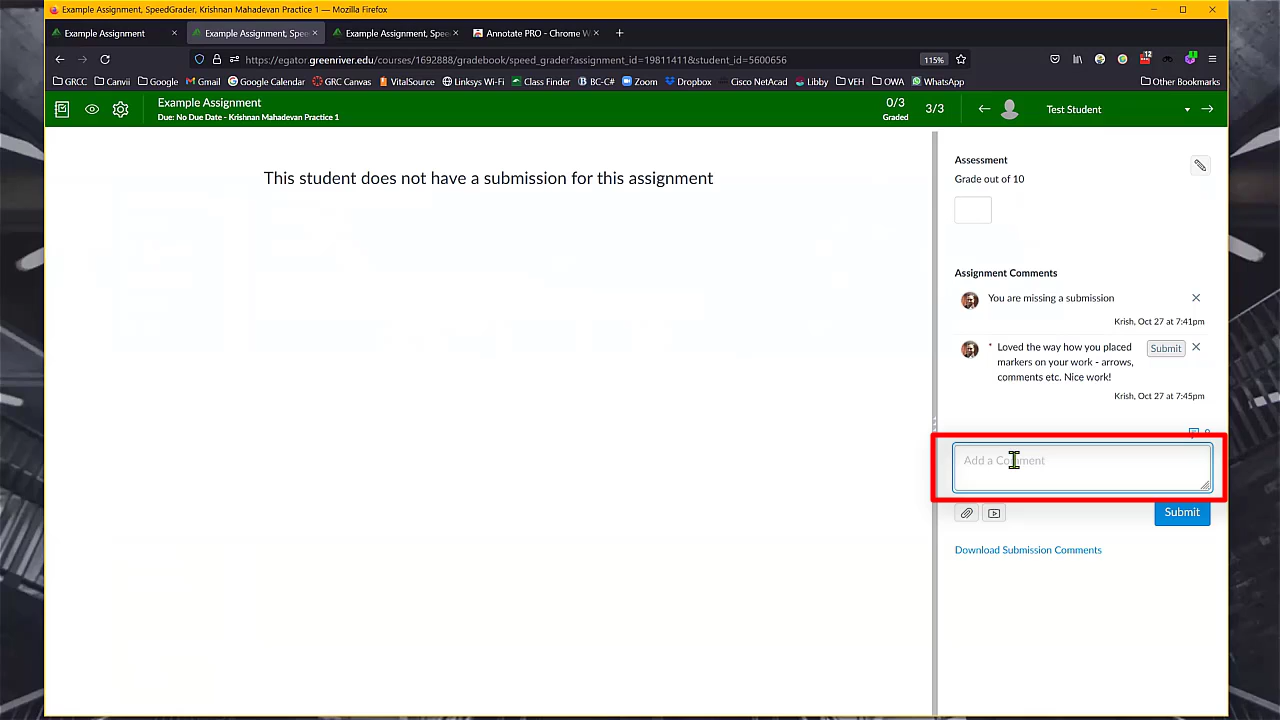 Example Assignment, SpeedGrader, Krishnan Mahadevan Practice 1 — Mozilla Firefox
Example Assignment
Example Assignment, Spee
Example Assignment, Spe
Annotate PRO - Chrome W
https://egator.greenriver.edu/courses/1692888/gradebook/speed_grader?assignment_id=19811411&student_id=5600656
115%
12
GRCC
Canvii
Google
Gmail
Google Calendar
GRC Canvas
VitalSource
Linksys Wi-Fi
Class Finder
BC-C#
Zoom
Dropbox
Cisco NetAcad
Libby
VEH
OWA
WhatsApp
Other Bookmarks
Example Assignment
Due: No Due Date - Krishnan Mahadevan Practice 1
0/3
Graded
3/3
Test Student
This student does not have a submission for this assignment
Assessment
Grade out of 10
Assignment Comments
You are missing a submission
Krish, Oct 27 at 7:41pm
* Loved the way how you placed
markers on your work - arrows,
comments etc. Nice work!
Submit
Krish, Oct 27 at 7:45pm
Add a Comment
Submit
Download Submission Comments